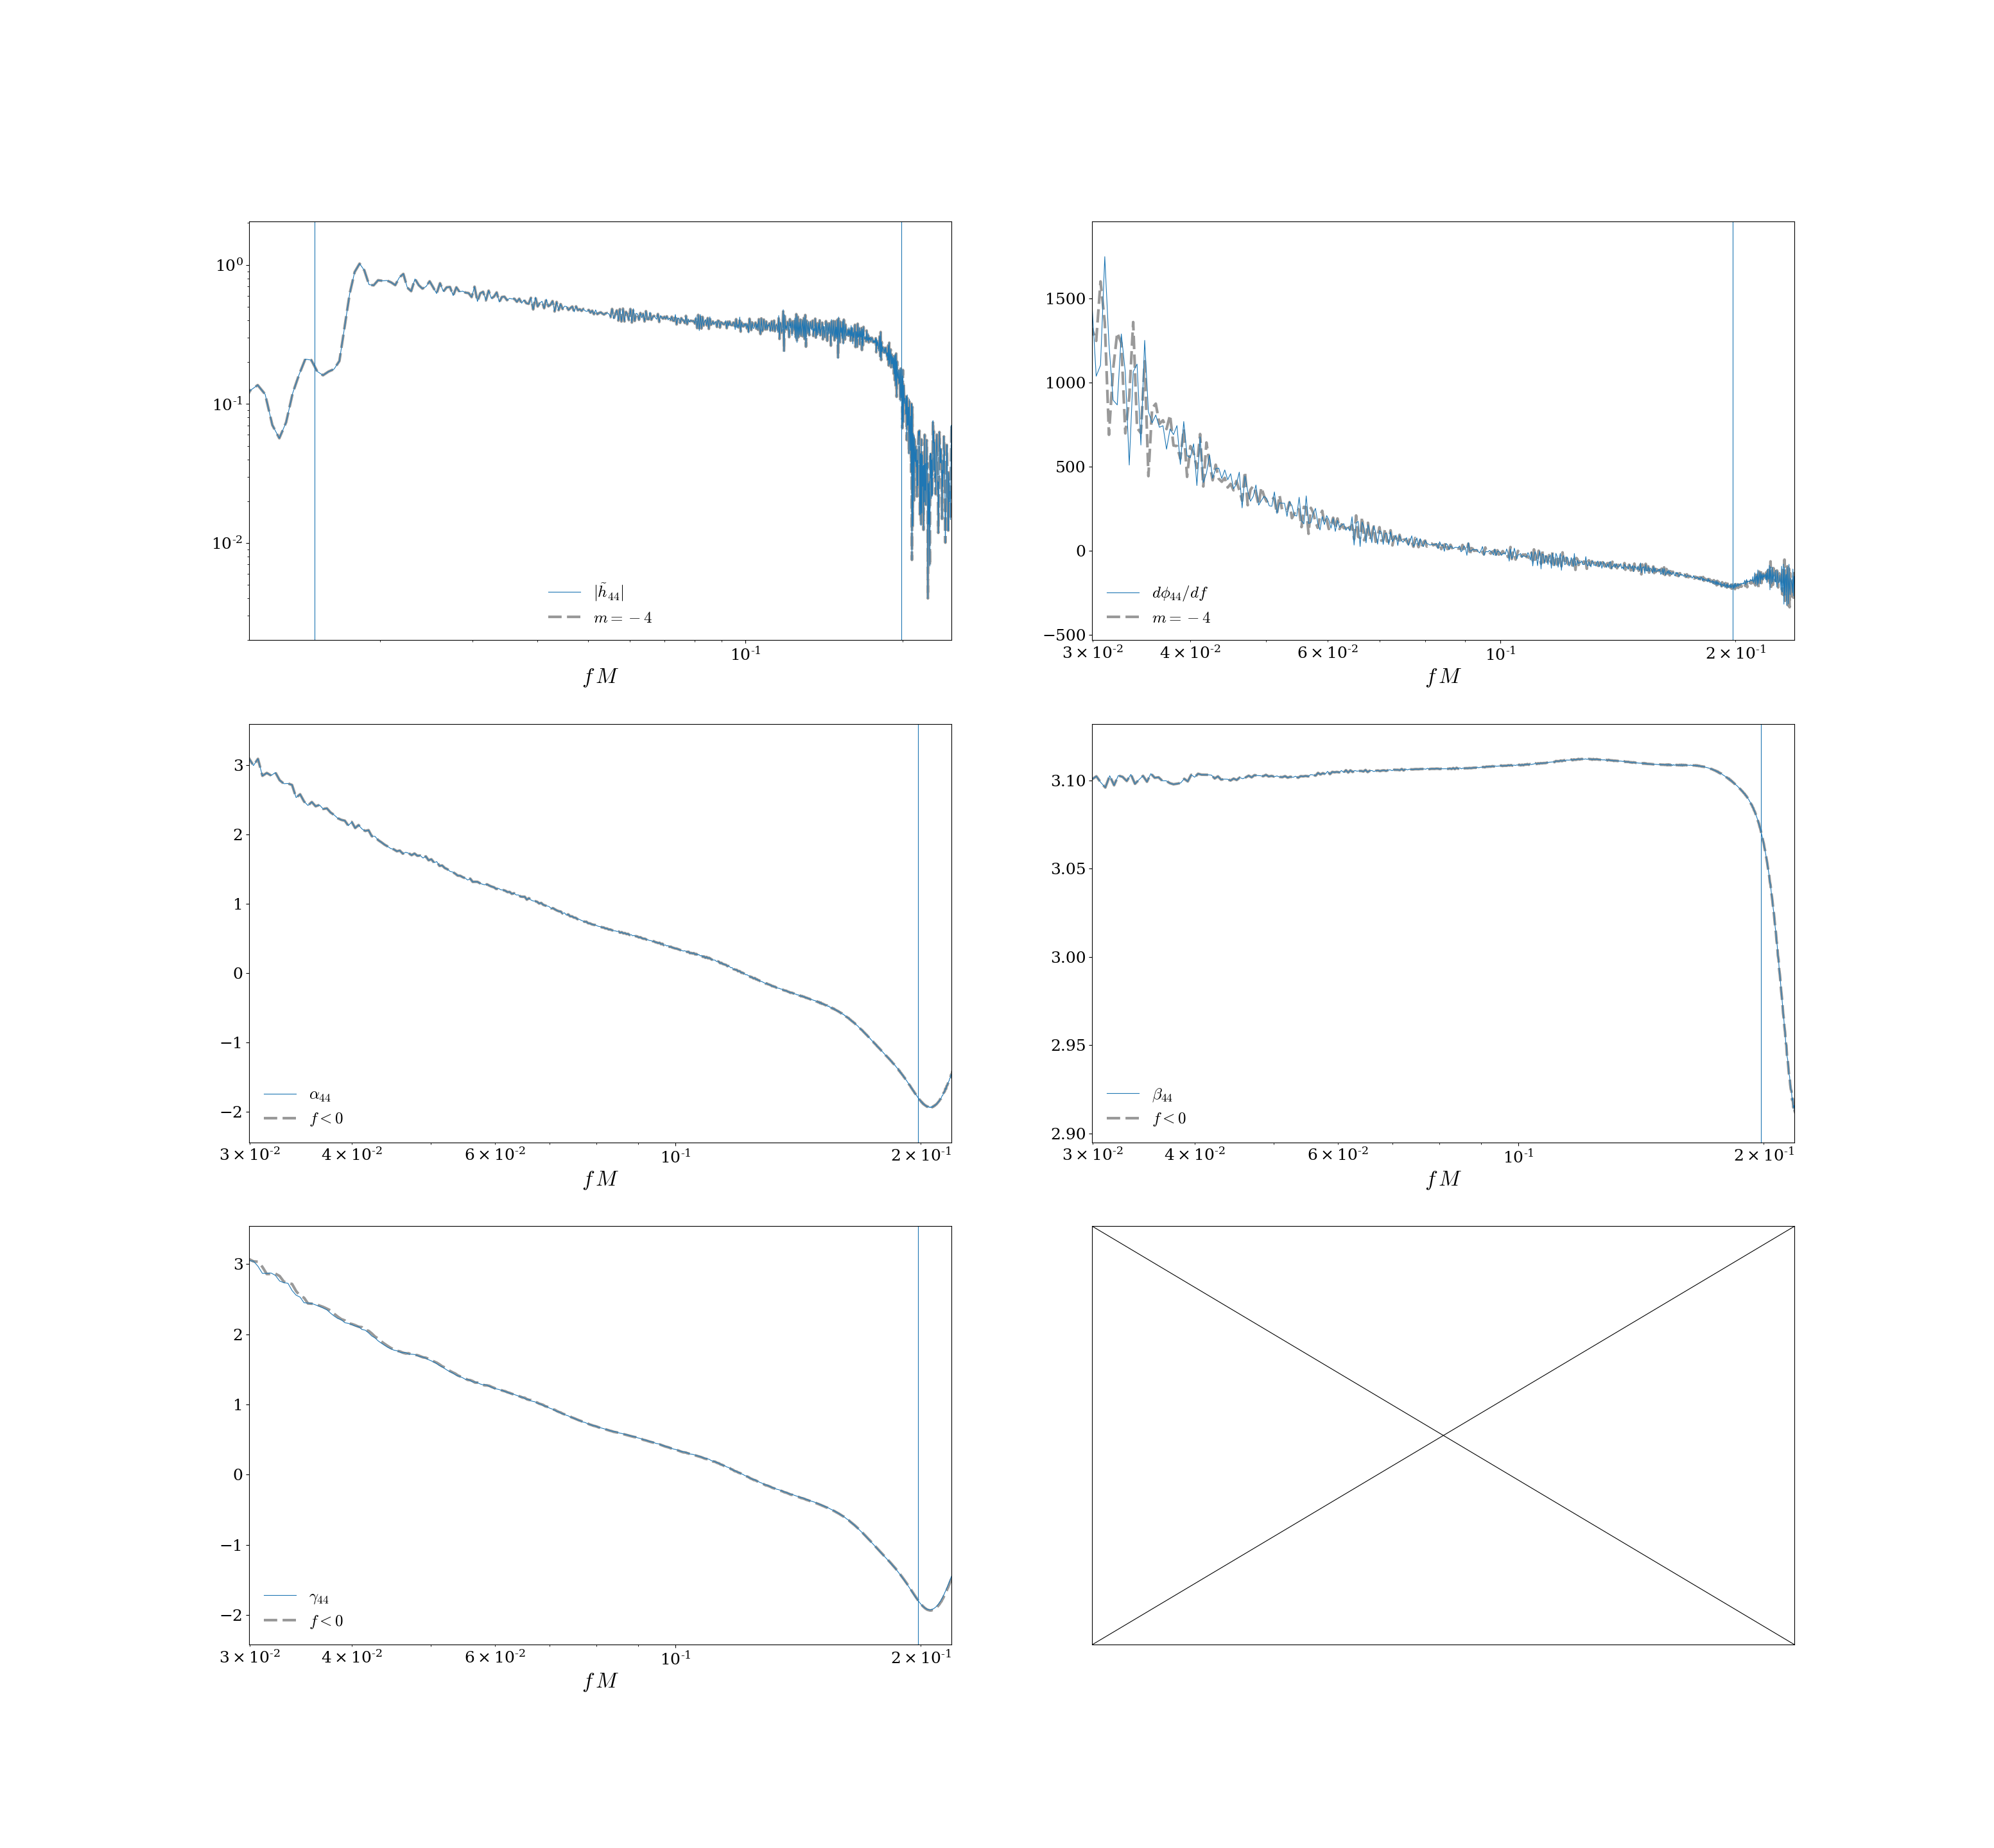 10⁰
10⁻¹
10⁻²
|h̃₄₄|
m = −4
10⁻¹
f M
1500
1000
500
0
−500
dϕ₄₄/df
m = −4
3 × 10⁻² 4 × 10⁻² 6 × 10⁻² 10⁻¹ 2 × 10⁻¹
f M
3
2
1
0
−1
−2
α₄₄
f < 0
3 × 10⁻² 4 × 10⁻² 6 × 10⁻² 10⁻¹ 2 × 10⁻¹
f M
3.10
3.05
3.00
2.95
2.90
β₄₄
f < 0
3 × 10⁻² 4 × 10⁻² 6 × 10⁻² 10⁻¹ 2 × 10⁻¹
f M
3
2
1
0
−1
−2
γ₄₄
f < 0
3 × 10⁻² 4 × 10⁻² 6 × 10⁻² 10⁻¹ 2 × 10⁻¹
f M